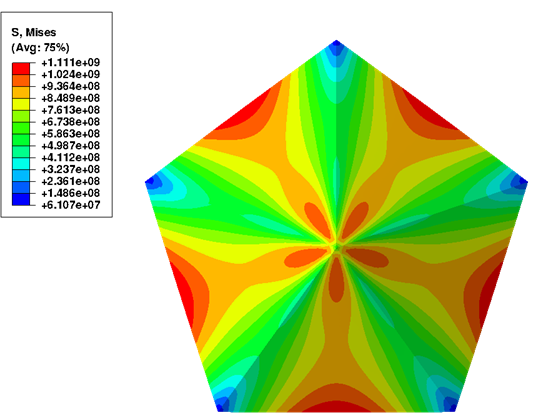 S, Mises
(Avg: 75%)
+1.111e+09
+1.024e+09
+9.364e+08
+8.489e+08
+7.613e+08
+6.738e+08
+5.863e+08
+4.987e+08
+4.112e+08
+3.237e+08
+2.361e+08
+1.486e+08
+6.107e+07